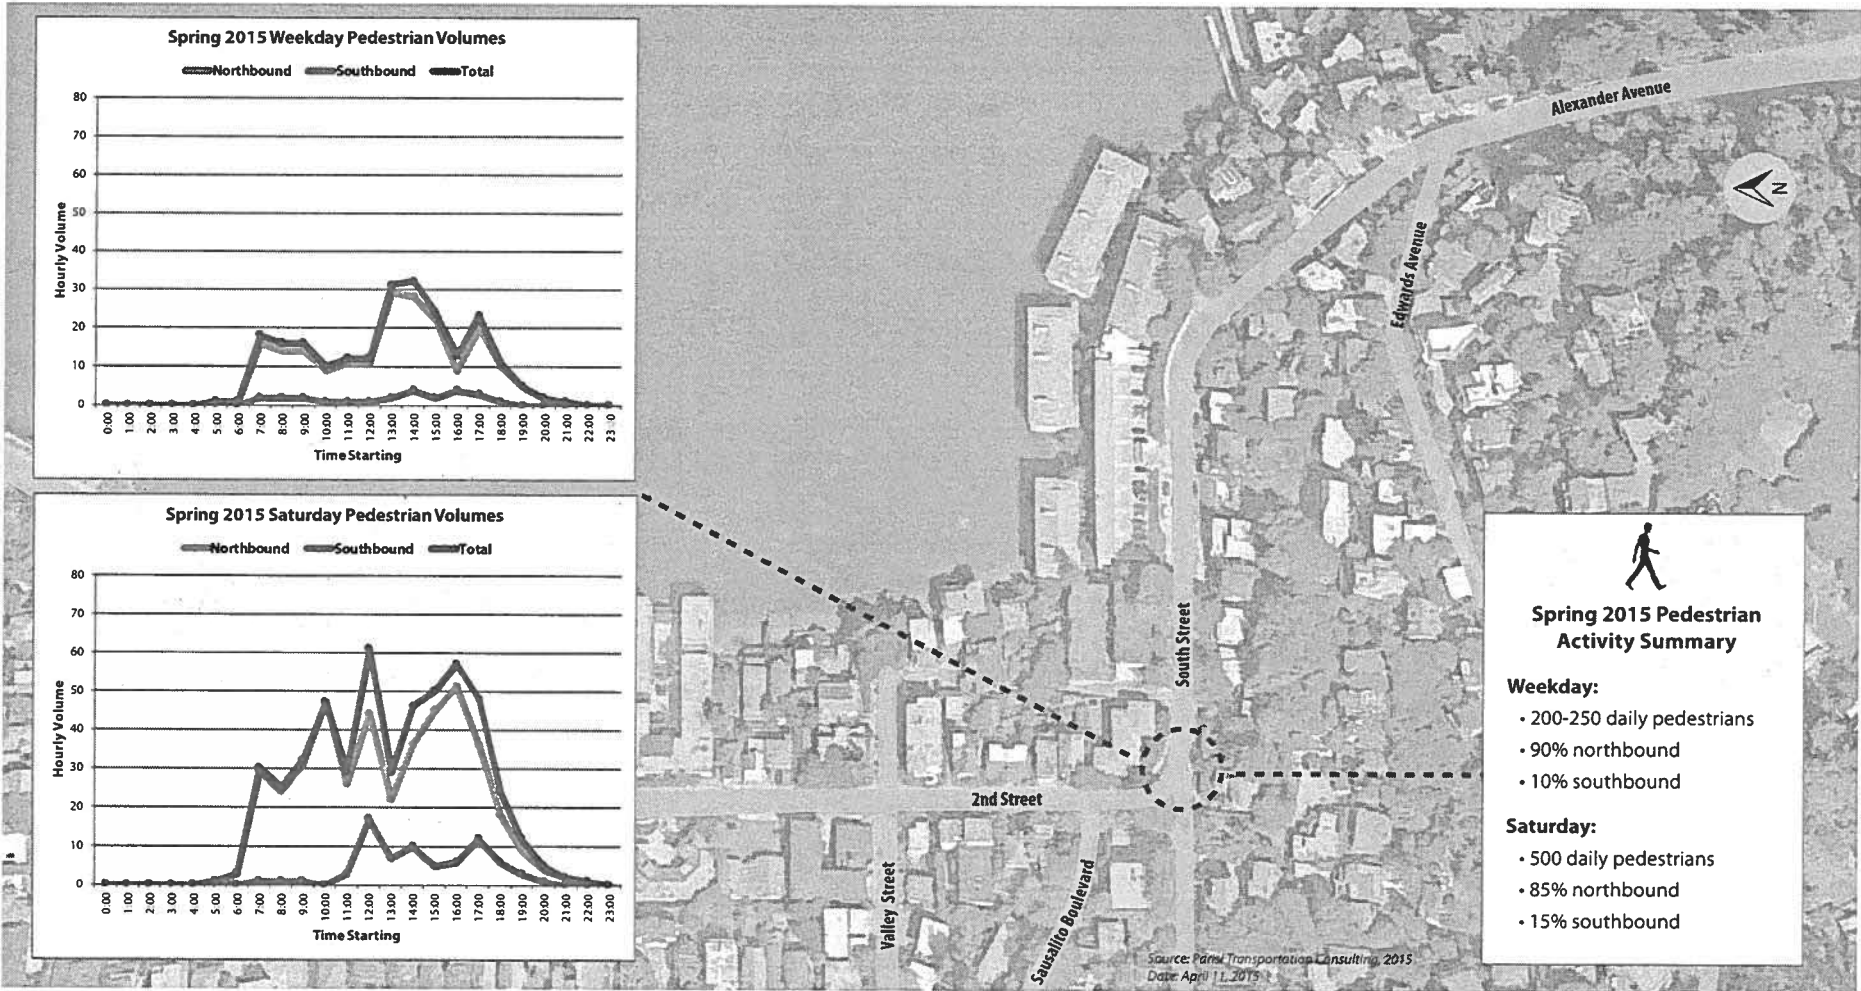 Spring 2015 Weekday Pedestrian Volumes
Northbound Southbound Total
80
70
60
50
40
30
20
10
0
Hourly Volume
0:00 1:00 2:00 3:00 4:00 5:00 6:00 7:00 8:00 9:00 10:00 11:00 12:00 13:00 14:00 15:00 16:00 17:00 18:00 19:00 20:00 21:00 22:00 23:00
Time Starting
Spring 2015 Saturday Pedestrian Volumes
Northbound Southbound Total
80
70
60
50
40
30
20
10
0
Hourly Volume
0:00 1:00 2:00 3:00 4:00 5:00 6:00 7:00 8:00 9:00 10:00 11:00 12:00 13:00 14:00 15:00 16:00 17:00 18:00 19:00 20:00 21:00 22:00 23:00
Time Starting
Alexander Avenue
N
Edwards Avenue
South Street
2nd Street
Valley Street
Sausalito Boulevard
Spring 2015 Pedestrian
Activity Summary
Weekday:
• 200-250 daily pedestrians
• 90% northbound
• 10% southbound
Saturday:
• 500 daily pedestrians
• 85% northbound
• 15% southbound
Source: Parisi Transportation Consulting, 2015
Date: April 11, 2015